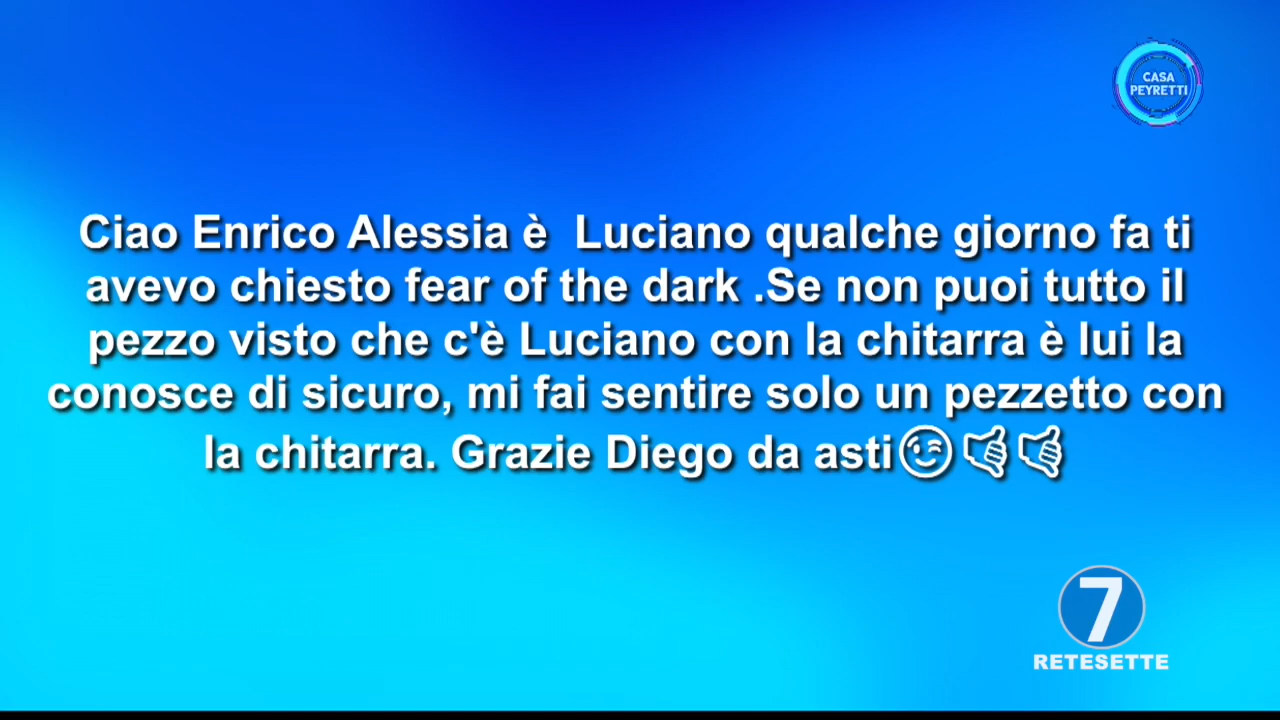 CASA
PEYRETTI
Ciao Enrico Alessia è  Luciano qualche giorno fa ti
avevo chiesto fear of the dark .Se non puoi tutto il
pezzo visto che c'è Luciano con la chitarra è lui la
conosce di sicuro, mi fai sentire solo un pezzetto con
la chitarra. Grazie Diego da asti😉🤙🤙
7
RETESETTE